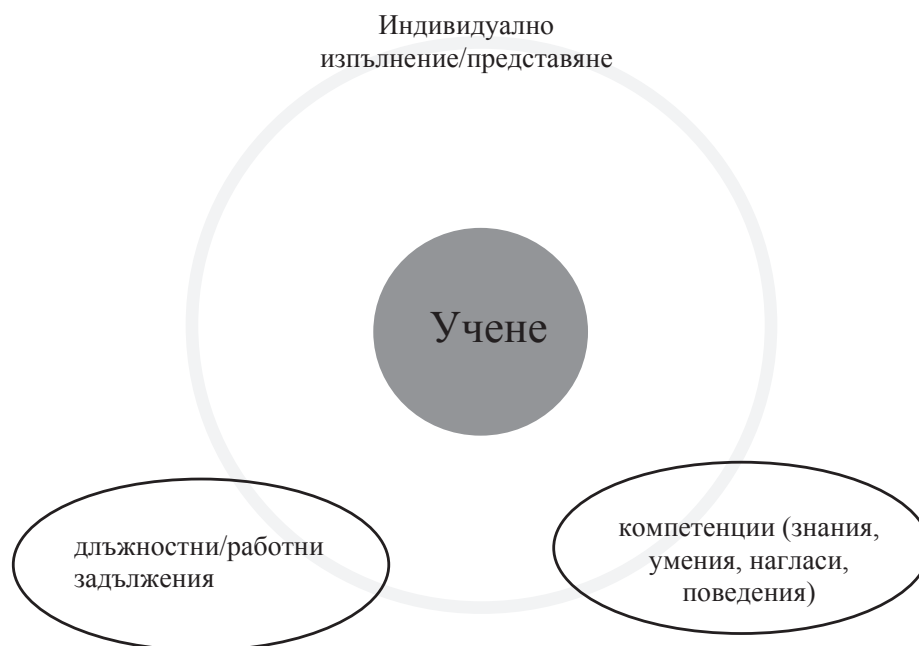 Индивидуално
изпълнение/представяне
Учене
длъжностни/работни
задължения
компетенции (знания,
умения, нагласи,
поведения)